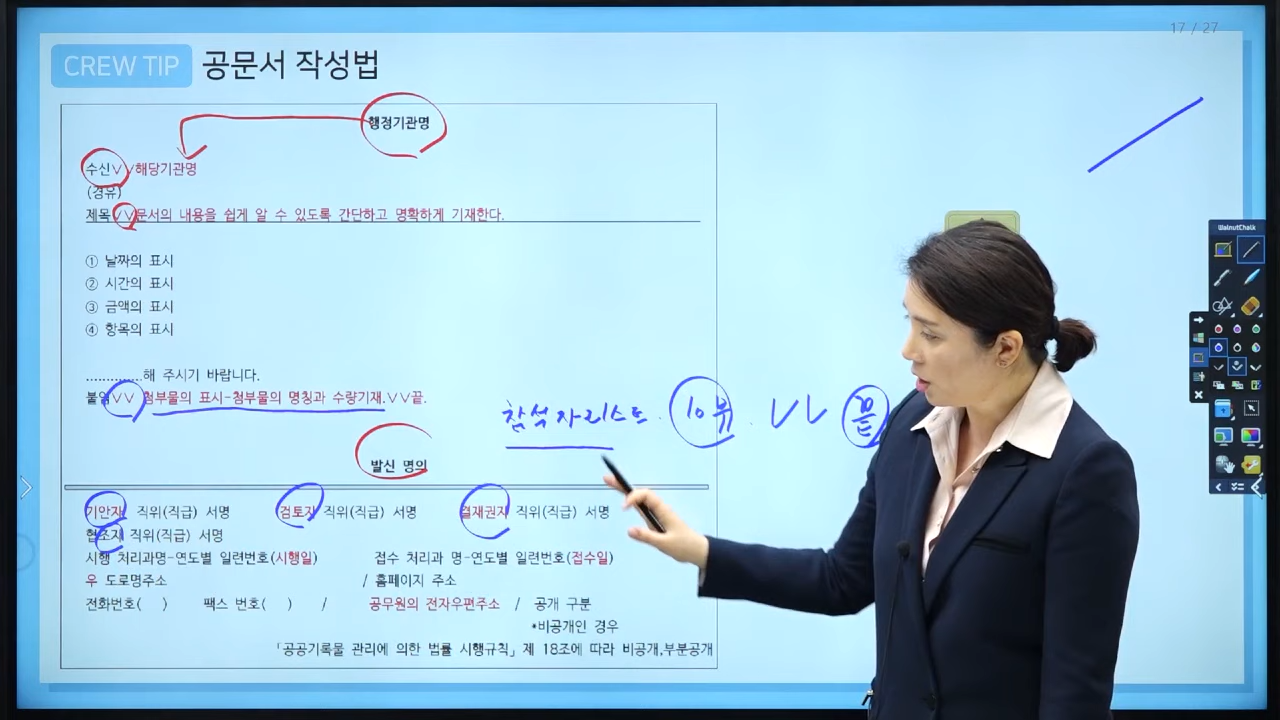 17 / 27
CREW TIP 공문서 작성법
행정기관명
수신∨∨해당기관명
(경유)
제목∨∨문서의 내용을 쉽게 알 수 있도록 간단하고 명확하게 기재한다.
① 날짜의 표시
② 시간의 표시
③ 금액의 표시
④ 항목의 표시
..............해 주시기 바랍니다.
붙임∨∨첨부물의 표시-첨부물의 명칭과 수량기재.∨∨끝.
참석자리스트. 10부. ∨∨ 끝
발신 명의
기안자 직위(직급) 서명 검토자 직위(직급) 서명 결재권자 직위(직급) 서명
협조자 직위(직급) 서명
시행 처리과명-연도별 일련번호(시행일) 접수 처리과 명-연도별 일련번호(접수일)
우 도로명주소 / 홈페이지 주소
전화번호( ) 팩스 번호( ) / 공무원의 전자우편주소 / 공개 구분
*비공개인 경우
「공공기록물 관리에 의한 법률 시행규칙」 제 18조에 따라 비공개,부분공개
WalnutChalk